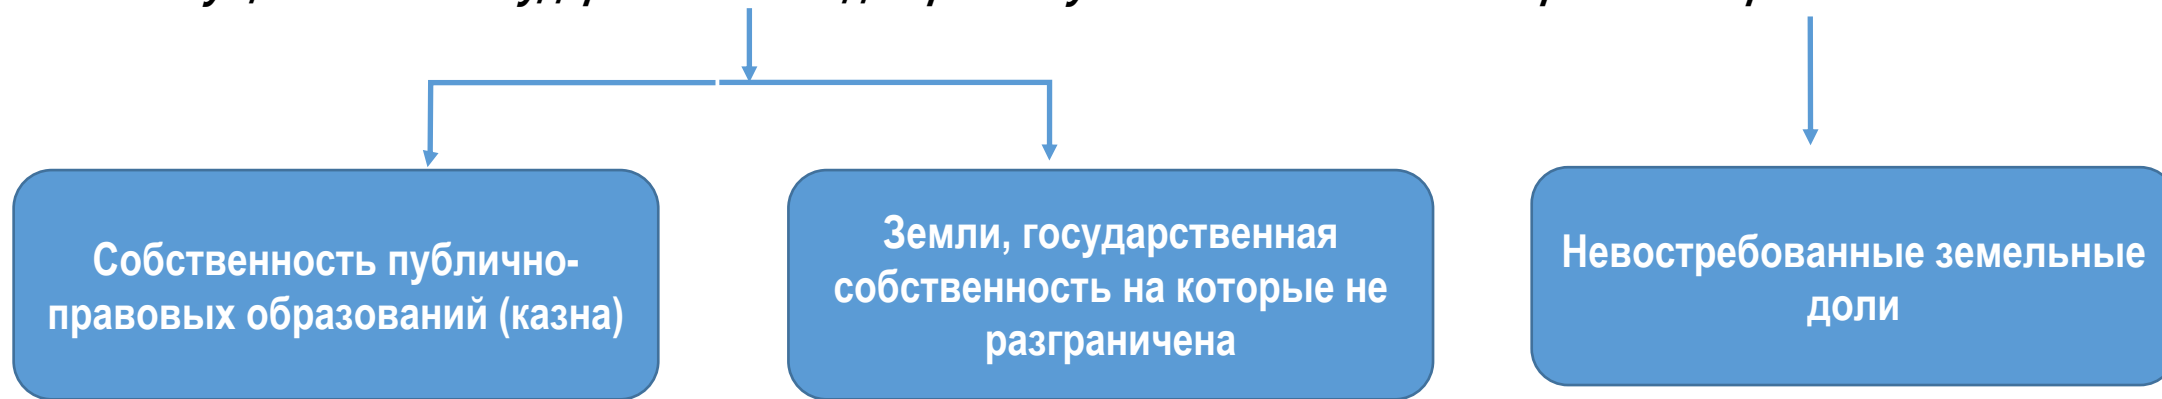 Собственность публично-
правовых образований (казна)
Земли, государственная
собственность на которые не
разграничена
Невостребованные земельные
доли